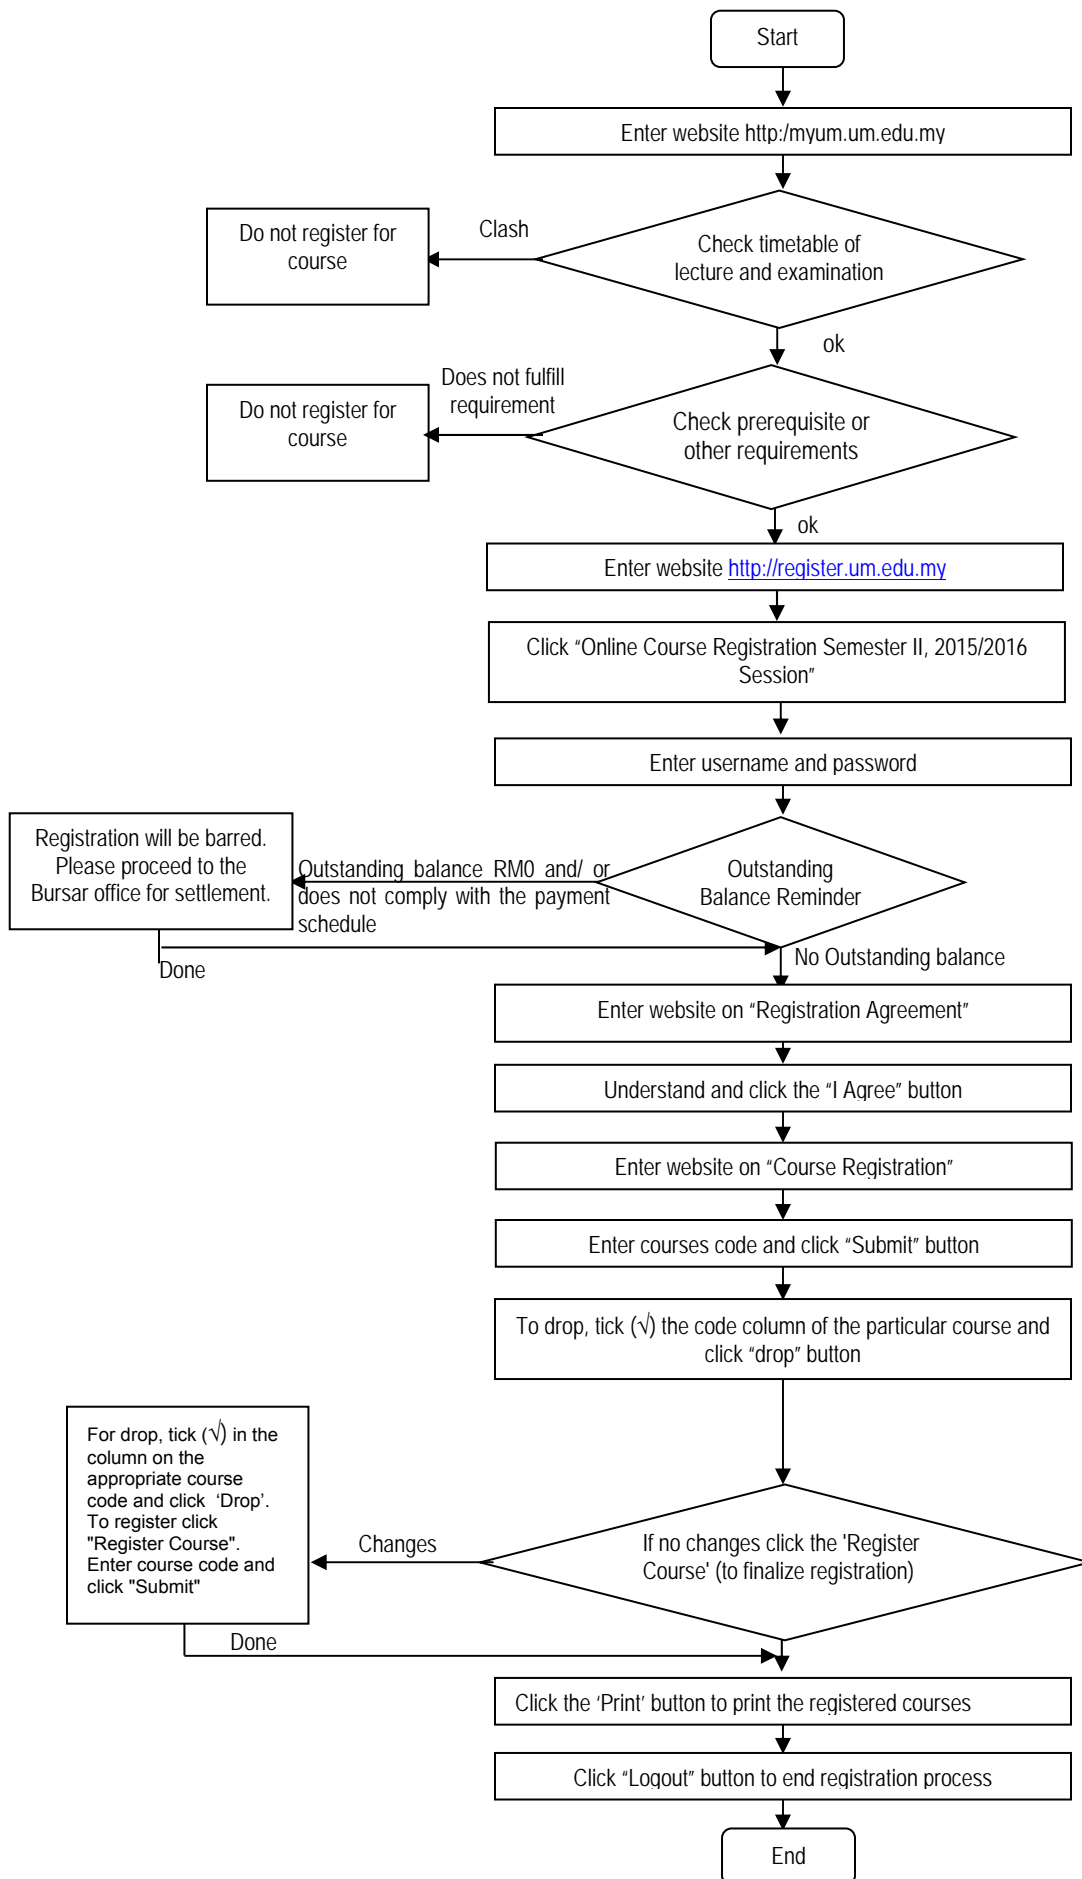 Start
Enter website http:/myum.um.edu.my
Do not register for
course
Clash
Check timetable of
lecture and examination
ok
Does not fulfill
requirement
Do not register for
course
Check prerequisite or
other requirements
ok
Enter website http://register.um.edu.my
Click “Online Course Registration Semester II, 2015/2016
Session”
Enter username and password
Registration will be barred.
Please proceed to the
Bursar office for settlement.
Outstanding balance RM0 and/ or
does not comply with the payment
schedule
Outstanding
Balance Reminder
Done
No Outstanding balance
Enter website on “Registration Agreement”
Understand and click the “I Agree” button
Enter website on “Course Registration”
Enter courses code and click “Submit” button
To drop, tick (√) the code column of the particular course and
click “drop” button
For drop, tick (√) in the
column on the
appropriate course
code and click ‘Drop’.
To register click
"Register Course".
Enter course code and
click "Submit"
Changes
If no changes click the 'Register
Course' (to finalize registration)
Done
Click the ‘Print’ button to print the registered courses
Click “Logout” button to end registration process
End